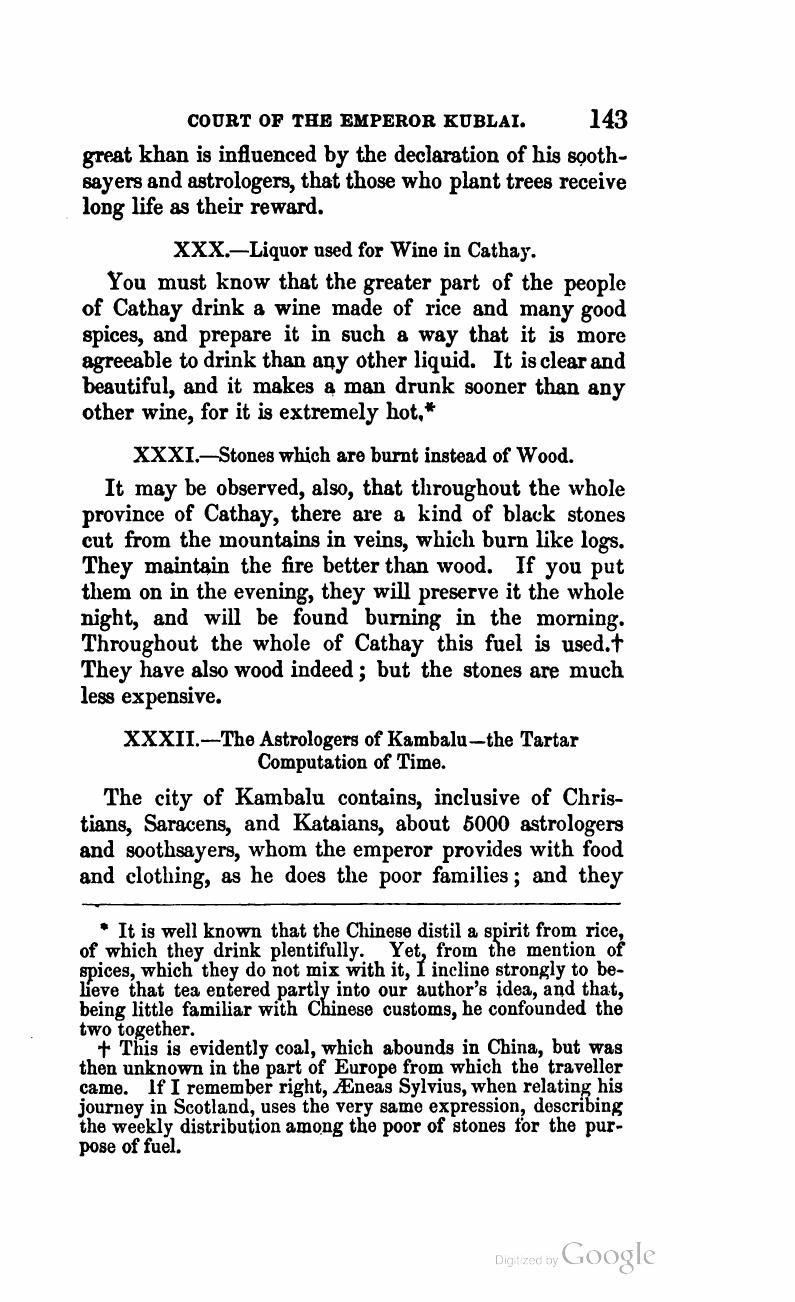 COURT OF THE EMPEROR KUBLAI. 143
great khan is influenced by the declaration of his sooth-
sayers and astrologers, that those who plant trees receive
long life as their reward.
XXX.—Liquor used for Wine in Cathay.
You must know that the greater part of the people
of Cathay drink a wine made of rice and many good
spices, and prepare it in such a way that it is more
agreeable to drink than any other liquid. It is clear and
beautiful, and it makes a man drunk sooner than any
other wine, for it is extremely hot.*
XXXI.—Stones which are burnt instead of Wood.
It may be observed, also, that throughout the whole
province of Cathay, there are a kind of black stones
cut from the mountains in veins, which burn like logs.
They maintain the fire better than wood. If you put
them on in the evening, they will preserve it the whole
night, and will be found burning in the morning.
Throughout the whole of Cathay this fuel is used.†
They have also wood indeed; but the stones are much
less expensive.
XXXII.—The Astrologers of Kambalu—the Tartar
Computation of Time.
The city of Kambalu contains, inclusive of Chris-
tians, Saracens, and Kataians, about 5000 astrologers
and soothsayers, whom the emperor provides with food
and clothing, as he does the poor families; and they
* It is well known that the Chinese distil a spirit from rice,
of which they drink plentifully. Yet, from the mention of
spices, which they do not mix with it, I incline strongly to be-
lieve that tea entered partly into our author's idea, and that,
being little familiar with Chinese customs, he confounded the
two together.
† This is evidently coal, which abounds in China, but was
then unknown in the part of Europe from which the traveller
came. If I remember right, Æneas Sylvius, when relating his
journey in Scotland, uses the very same expression, describing
the weekly distribution among the poor of stones for the pur-
pose of fuel.
Digitized by Google